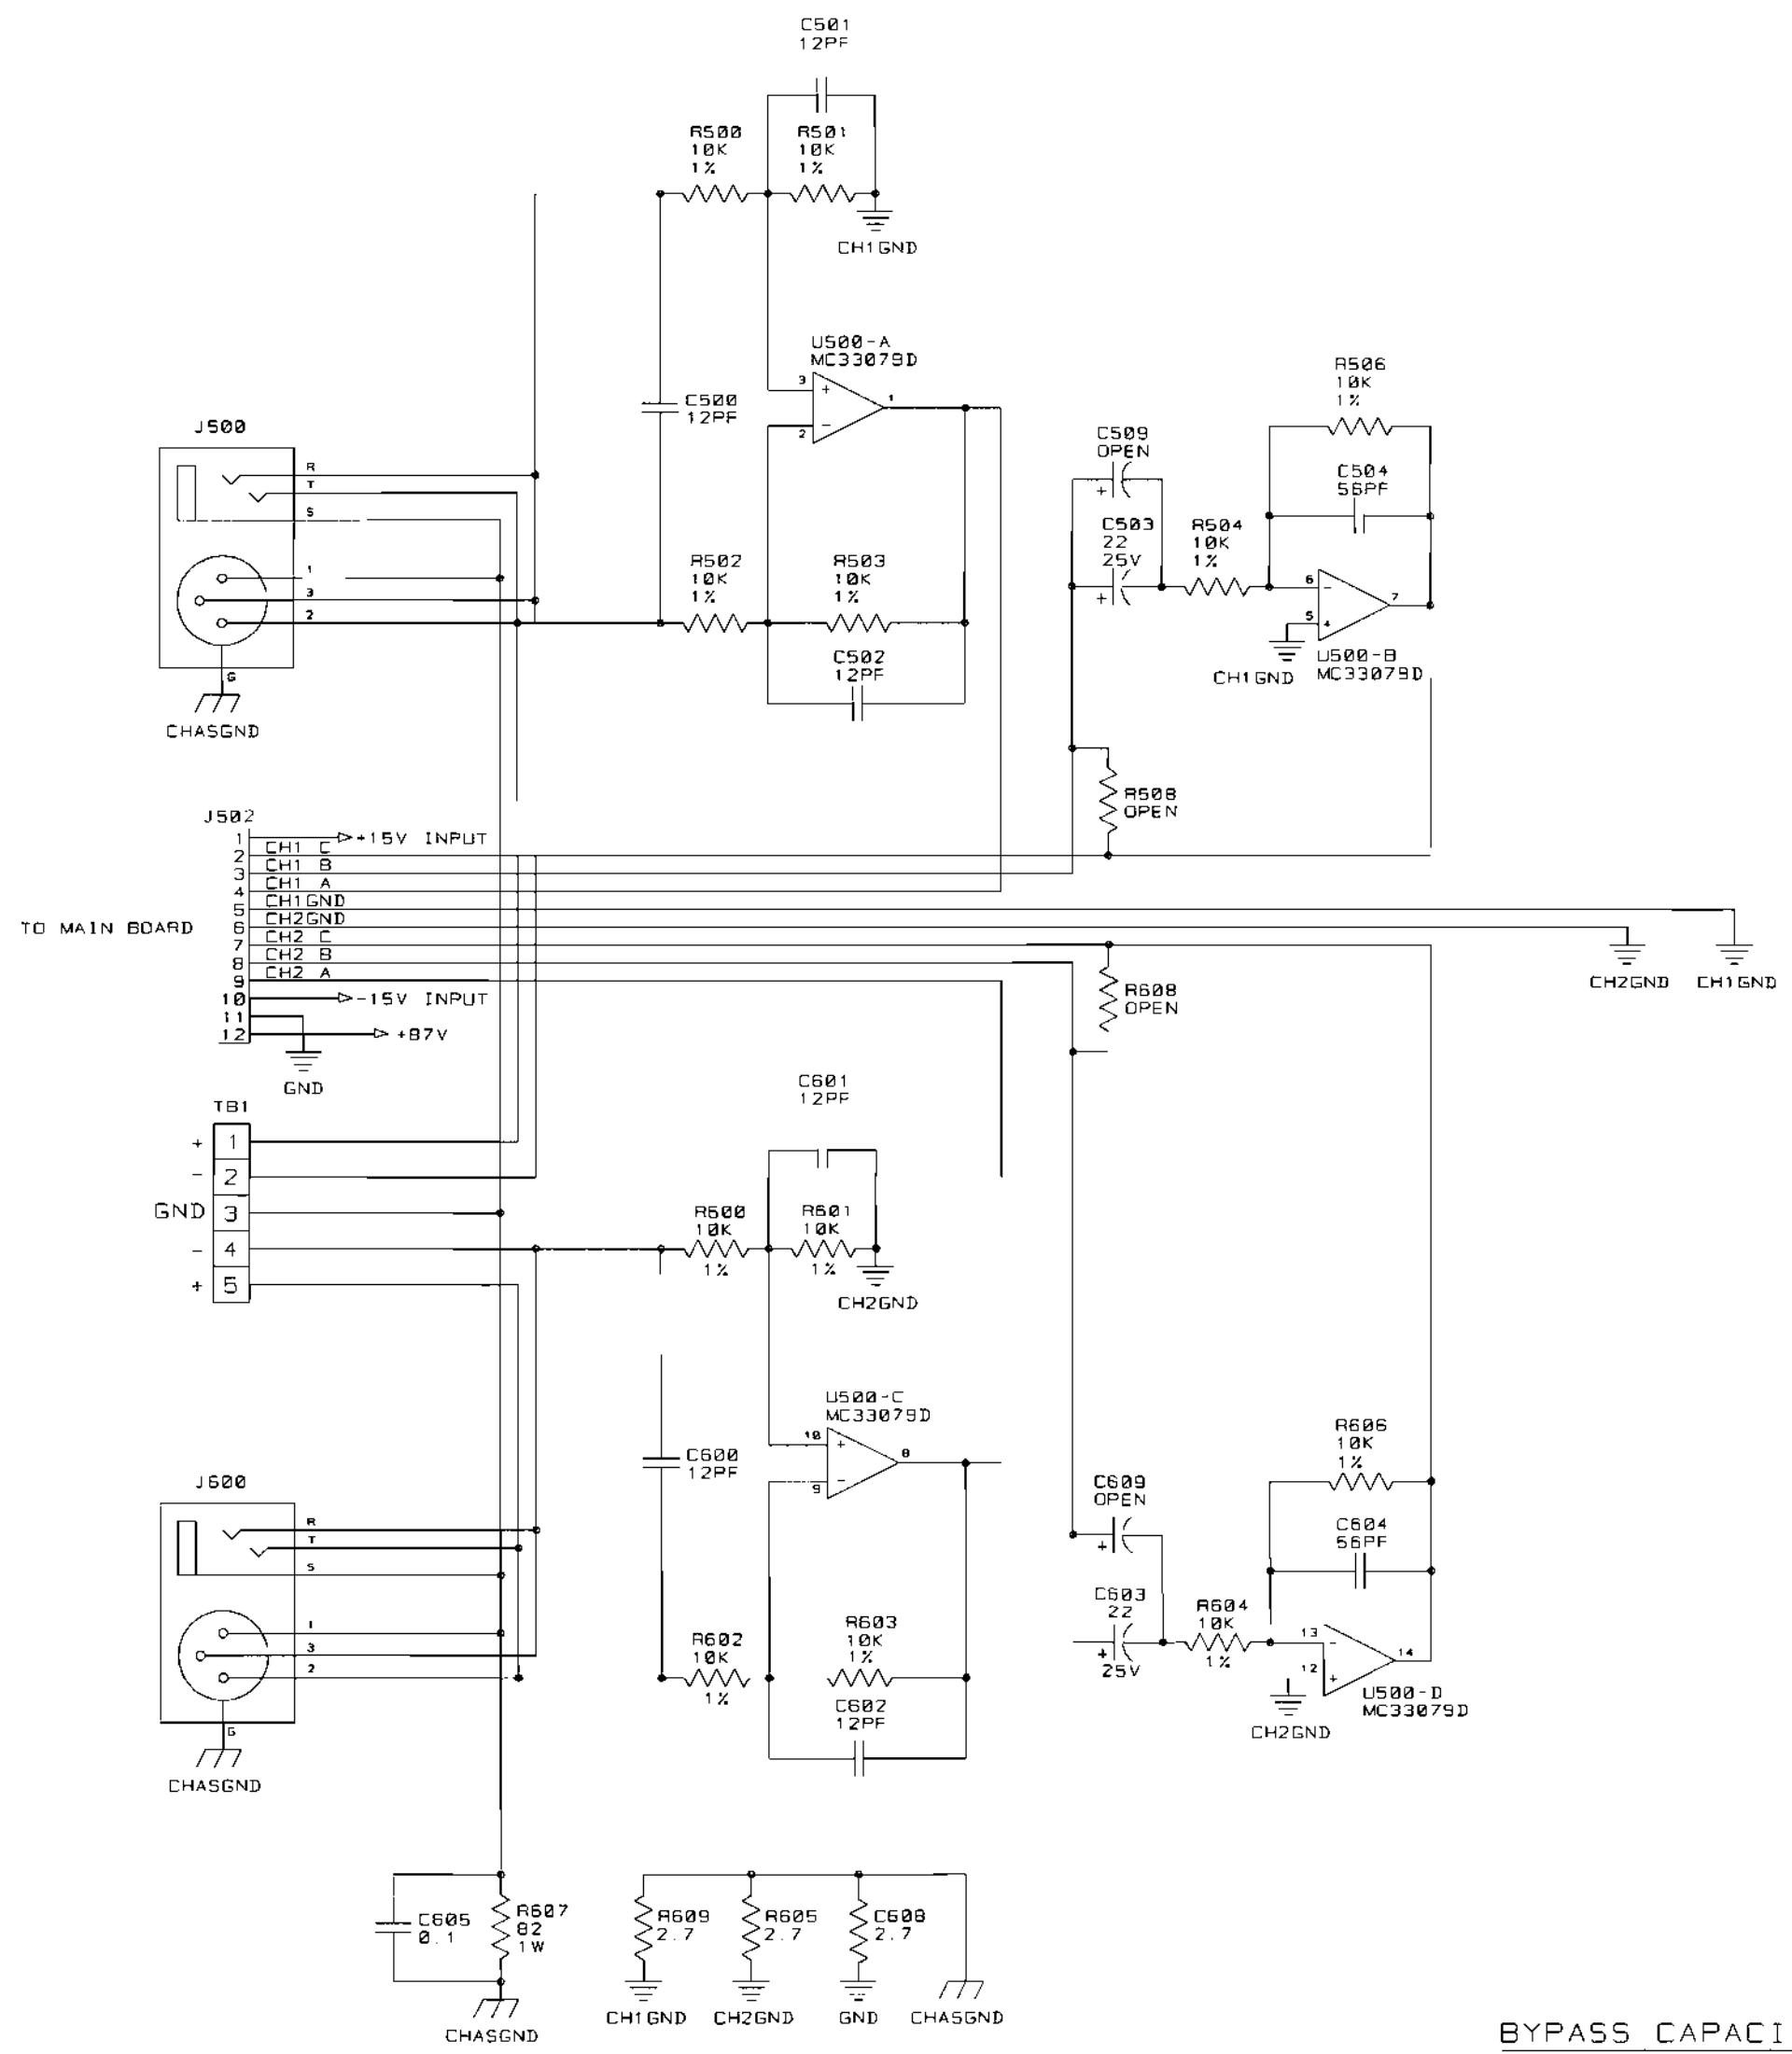 C501
12PF
R500
10K
1%
R501
10K
1%
CH1GND
U500-A
MC33079D
3
+
1
2
−
C500
12PF
R506
10K
1%
J500
R
T
S
1
3
2
G
CHASGND
C509
OPEN
+
C504
56PF
C503
22
25V
+
R504
10K
1%
R502
10K
1%
R503
10K
1%
C502
12PF
6
−
7
5
4
CH1GND
U500-B
MC33079D
R508
OPEN
J502
1
+15V INPUT
2
CH1 C
3
CH1 B
4
CH1 A
5
CH1GND
TO MAIN BOARD
6
CH2GND
7
CH2 C
8
CH2 B
9
CH2 A
10
-15V INPUT
11
12
+87V
GND
CH2GND
CH1GND
R608
OPEN
C601
12PF
TB1
+ 1
− 2
GND 3
− 4
+ 5
R600
10K
1%
R601
10K
1%
CH2GND
U500-C
MC33079D
10
+
8
9
−
C600
12PF
R606
10K
1%
J600
R
T
S
1
3
2
G
CHASGND
C609
OPEN
+
C604
56PF
C603
22
+
25V
R604
10K
1%
R602
10K
1%
R603
10K
1%
C602
12PF
13
−
14
12
+
CH2GND
U500-D
MC33079D
C605
0.1
R607
82
1W
CHASGND
R609
2.7
R605
2.7
C608
2.7
CH1GND
CH2GND
GND
CHASGND
BYPASS CAPACI